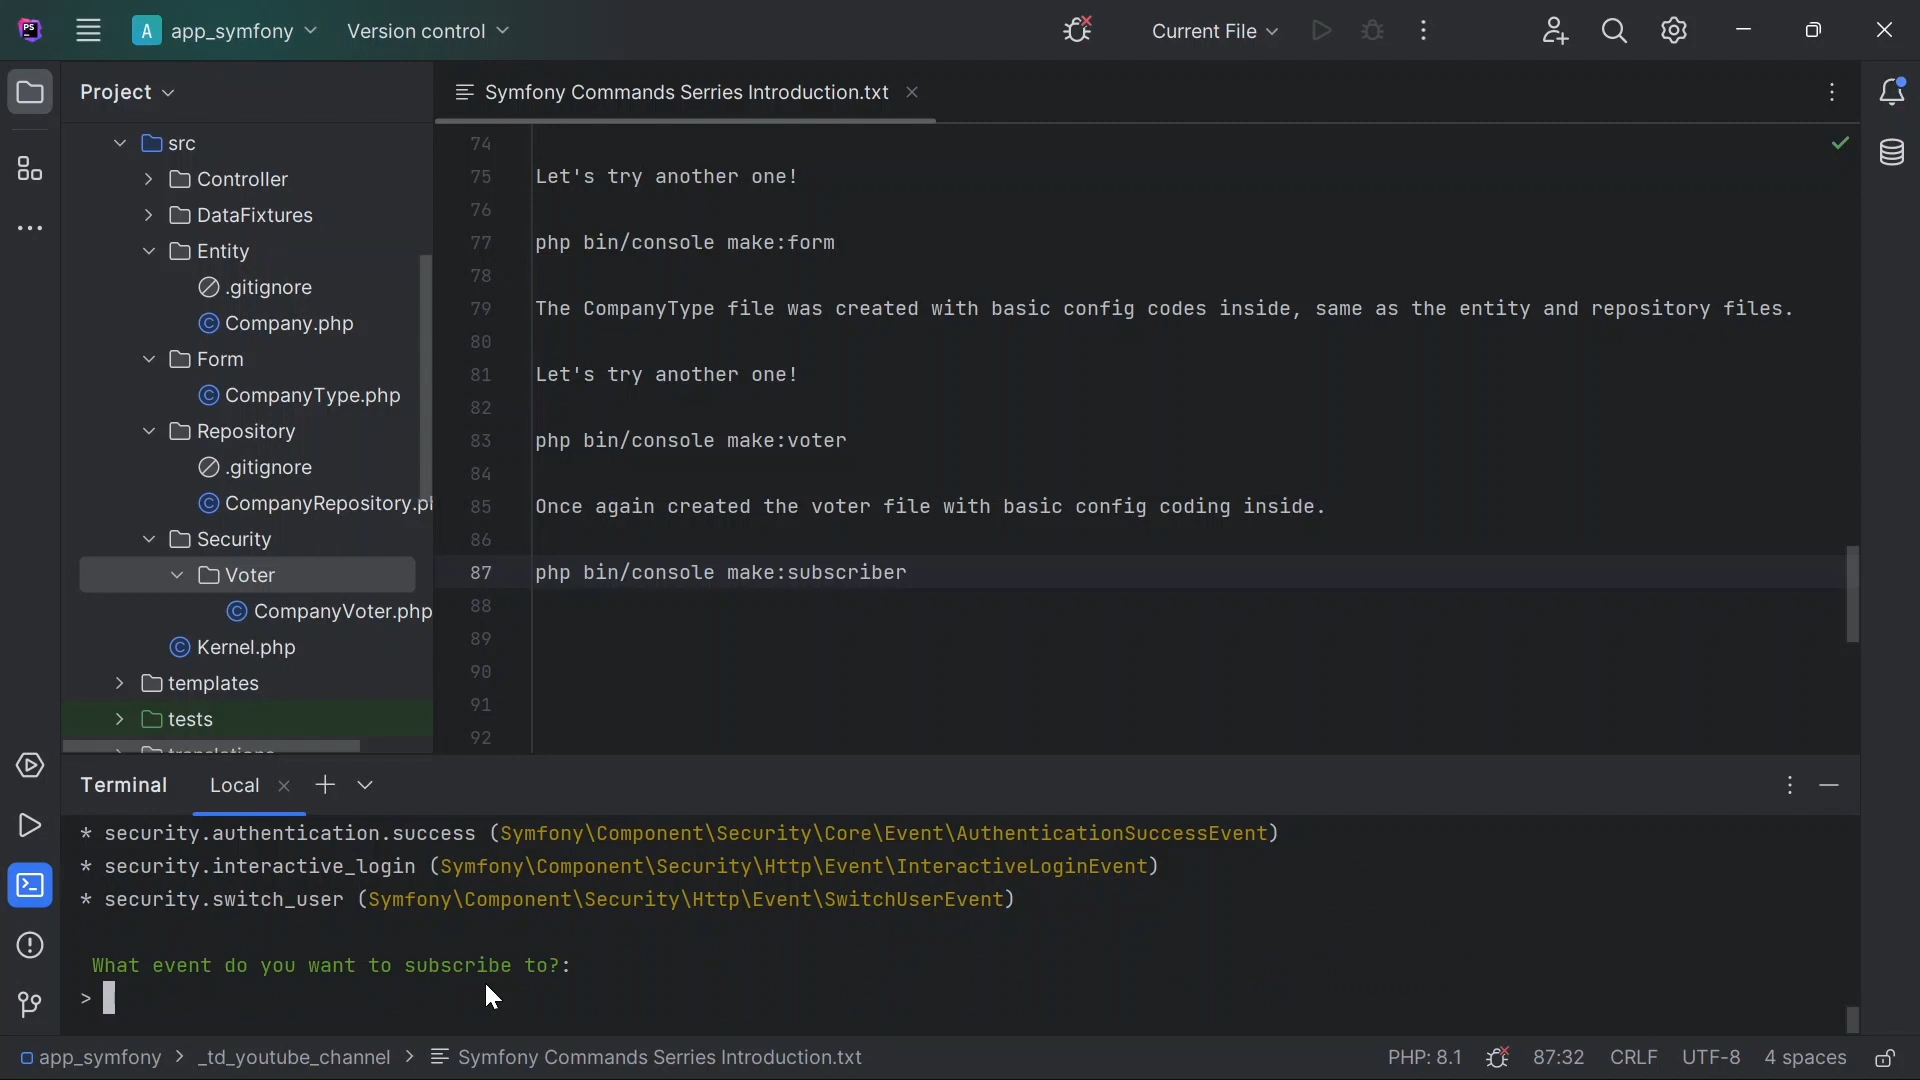 PS
A app_symfony
Version control
Current File
Project
Symfony Commands Serries Introduction.txt
src
Controller
DataFixtures
Entity
.gitignore
Company.php
Form
CompanyType.php
Repository
.gitignore
CompanyRepository.p
Security
Voter
CompanyVoter.php
Kernel.php
templates
tests
translations
74
75 Let's try another one!
76
77 php bin/console make:form
78
79 The CompanyType file was created with basic config codes inside, same as the entity and repository files.
80
81 Let's try another one!
82
83 php bin/console make:voter
84
85 Once again created the voter file with basic config coding inside.
86
87 php bin/console make:subscriber
88
89
90
91
92
Terminal
Local
* security.authentication.success (Symfony\Component\Security\Core\Event\AuthenticationSuccessEvent)
* security.interactive_login (Symfony\Component\Security\Http\Event\InteractiveLoginEvent)
* security.switch_user (Symfony\Component\Security\Http\Event\SwitchUserEvent)
What event do you want to subscribe to?:
>
app_symfony > _td_youtube_channel > Symfony Commands Serries Introduction.txt
PHP: 8.1
87:32
CRLF
UTF-8
4 spaces